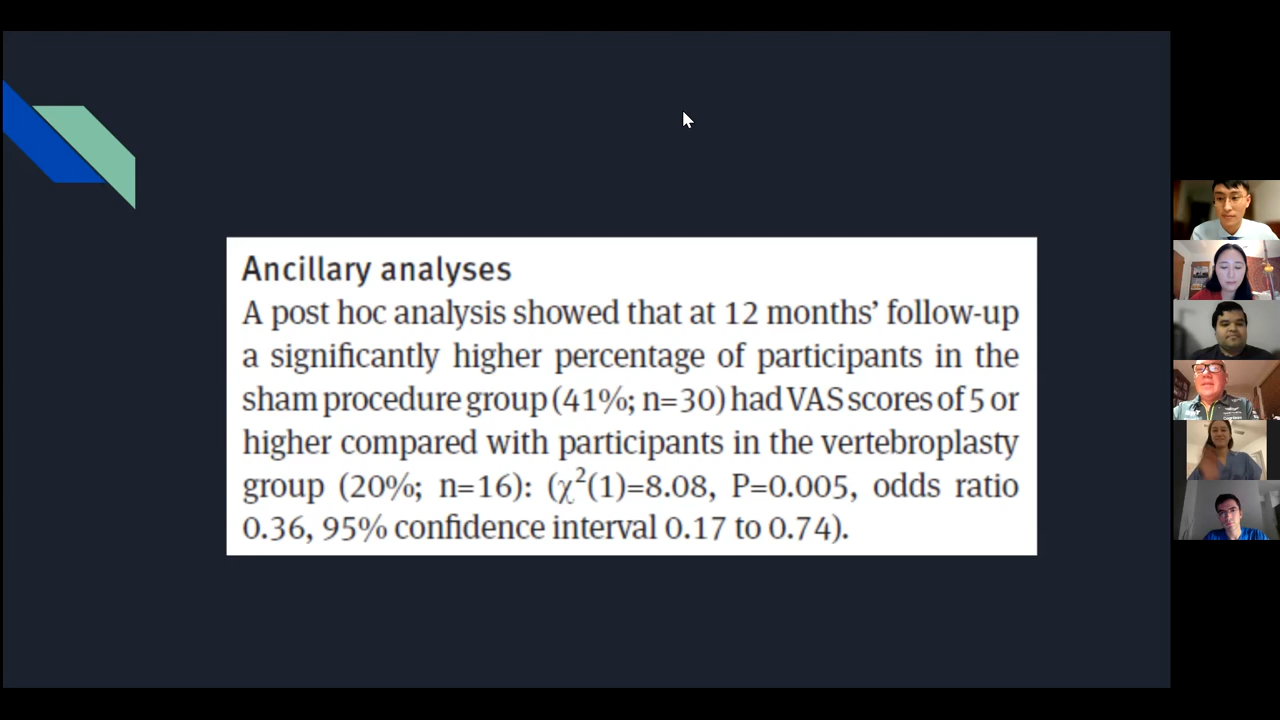 Ancillary analyses
A post hoc analysis showed that at 12 months’ follow-up
a significantly higher percentage of participants in the
sham procedure group (41%; n=30) had VAS scores of 5 or
higher compared with participants in the vertebroplasty
group (20%; n=16): (χ²(1)=8.08, P=0.005, odds ratio
0.36, 95% confidence interval 0.17 to 0.74).